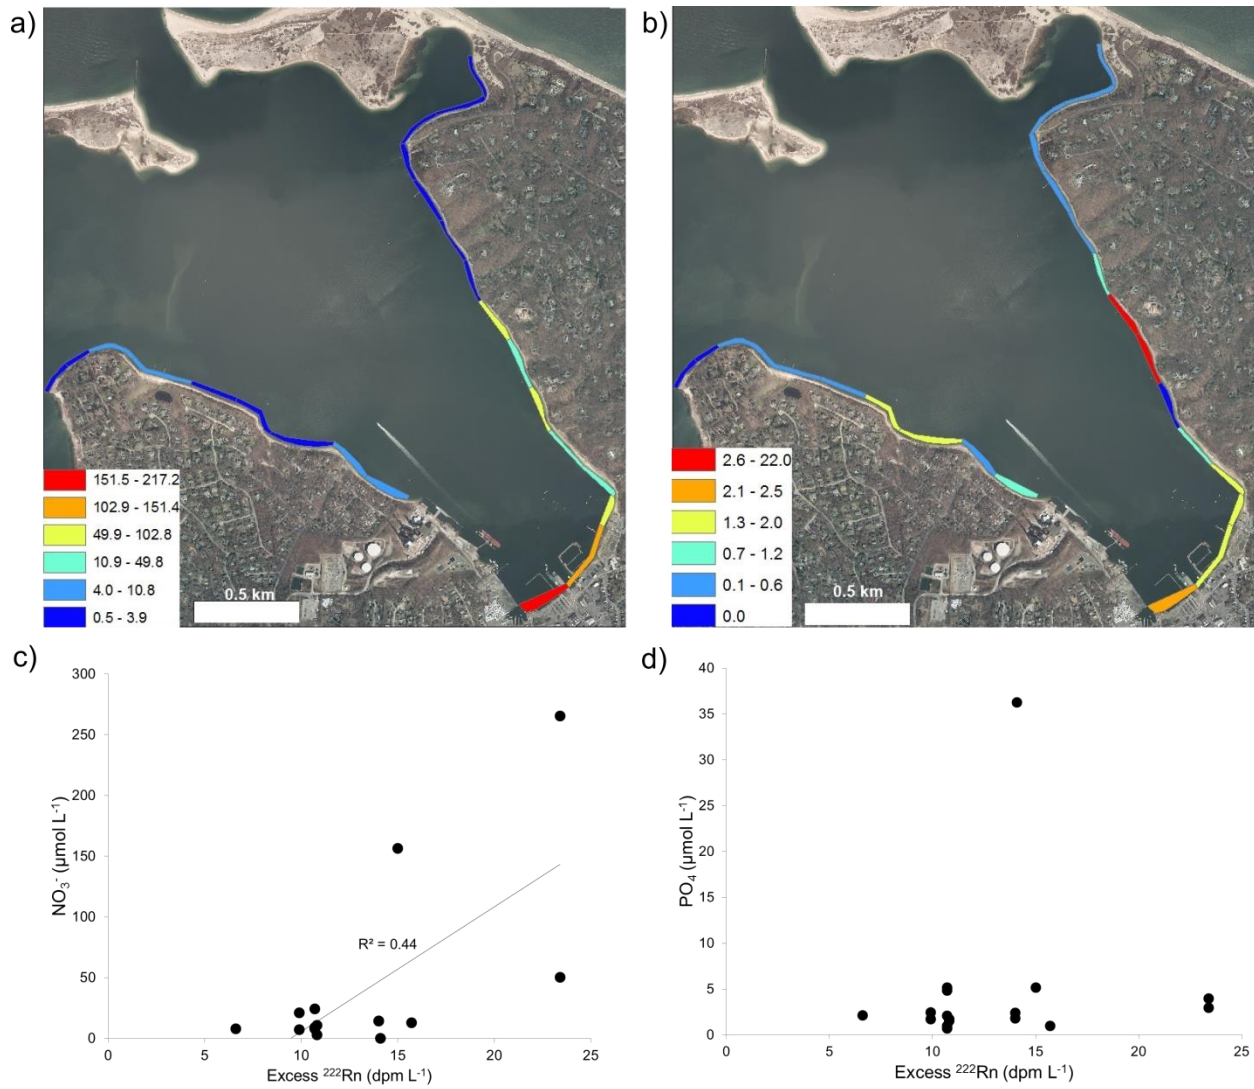 a)
151.5 - 217.2
102.9 - 151.4
49.9 - 102.8
10.9 - 49.8
4.0 - 10.8
0.5 - 3.9
0.5 km
b)
2.6 - 22.0
2.1 - 2.5
1.3 - 2.0
0.7 - 1.2
0.1 - 0.6
0.0
0.5 km
c)
300
250
200
150
100
50
0
NO₃⁻ (µmol L⁻¹)
R² = 0.44
0 5 10 15 20 25
Excess ²²²Rn (dpm L⁻¹)
d)
40
35
30
25
20
15
10
5
0
PO₄ (µmol L⁻¹)
0 5 10 15 20 25
Excess ²²²Rn (dpm L⁻¹)